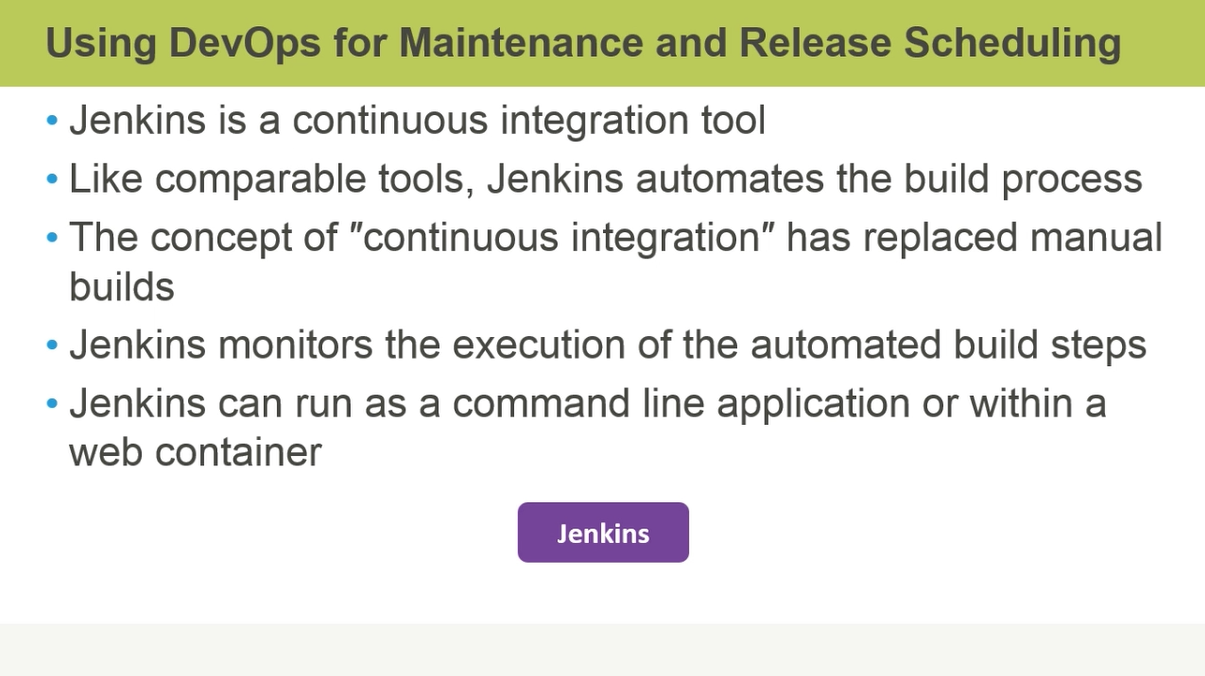 Using DevOps for Maintenance and Release Scheduling
• Jenkins is a continuous integration tool
• Like comparable tools, Jenkins automates the build process
• The concept of "continuous integration" has replaced manual
builds
• Jenkins monitors the execution of the automated build steps
• Jenkins can run as a command line application or within a
web container
Jenkins